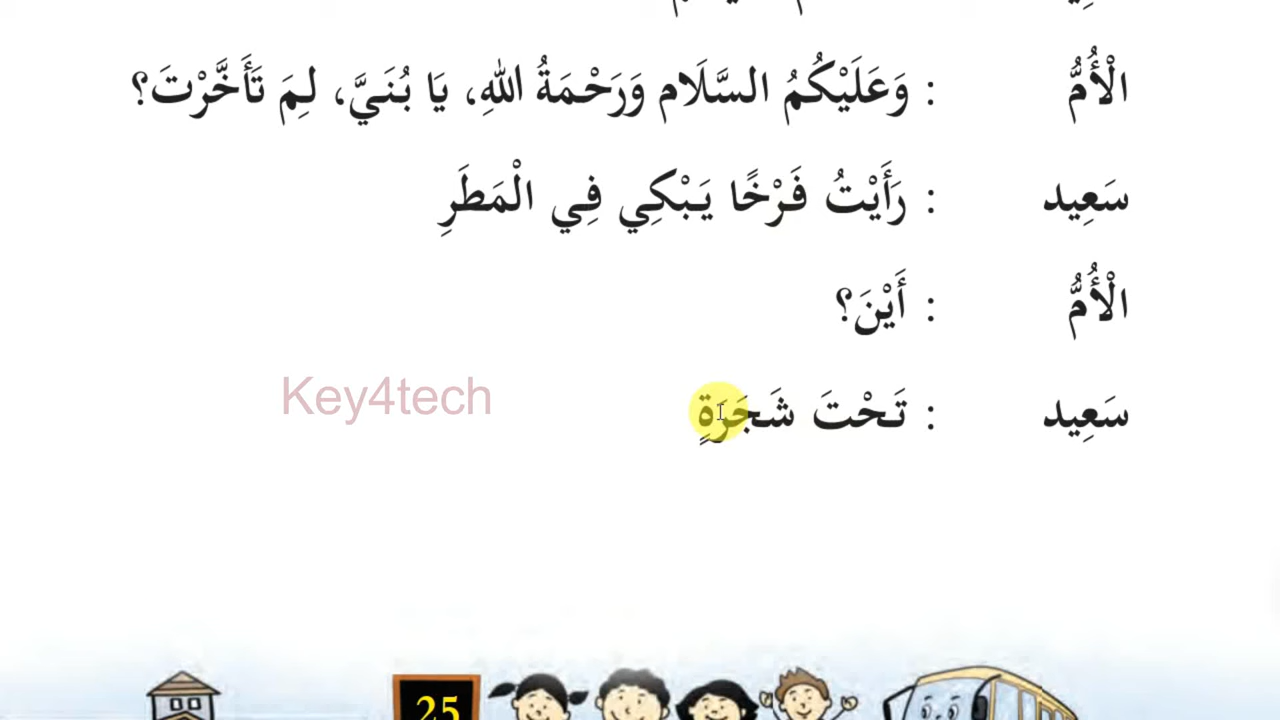 الْأُمُّ : وَعَلَيْكُمُ السَّلَام وَرَحْمَةُ اللهِ، يَا بُنَيَّ، لِمَ تَأَخَّرْتَ؟
سَعِيد : رَأَيْتُ فَرْخًا يَبْكِي فِي الْمَطَرِ
الْأُمُّ : أَيْنَ؟
سَعِيد : تَحْتَ شَجَرَةٍ
Key4tech
25